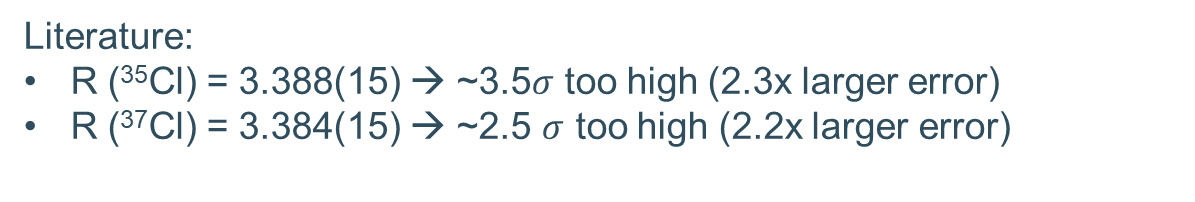 Literature:
• R (³⁵Cl) = 3.388(15) → ~3.5σ too high (2.3x larger error)
• R (³⁷Cl) = 3.384(15) → ~2.5 σ too high (2.2x larger error)